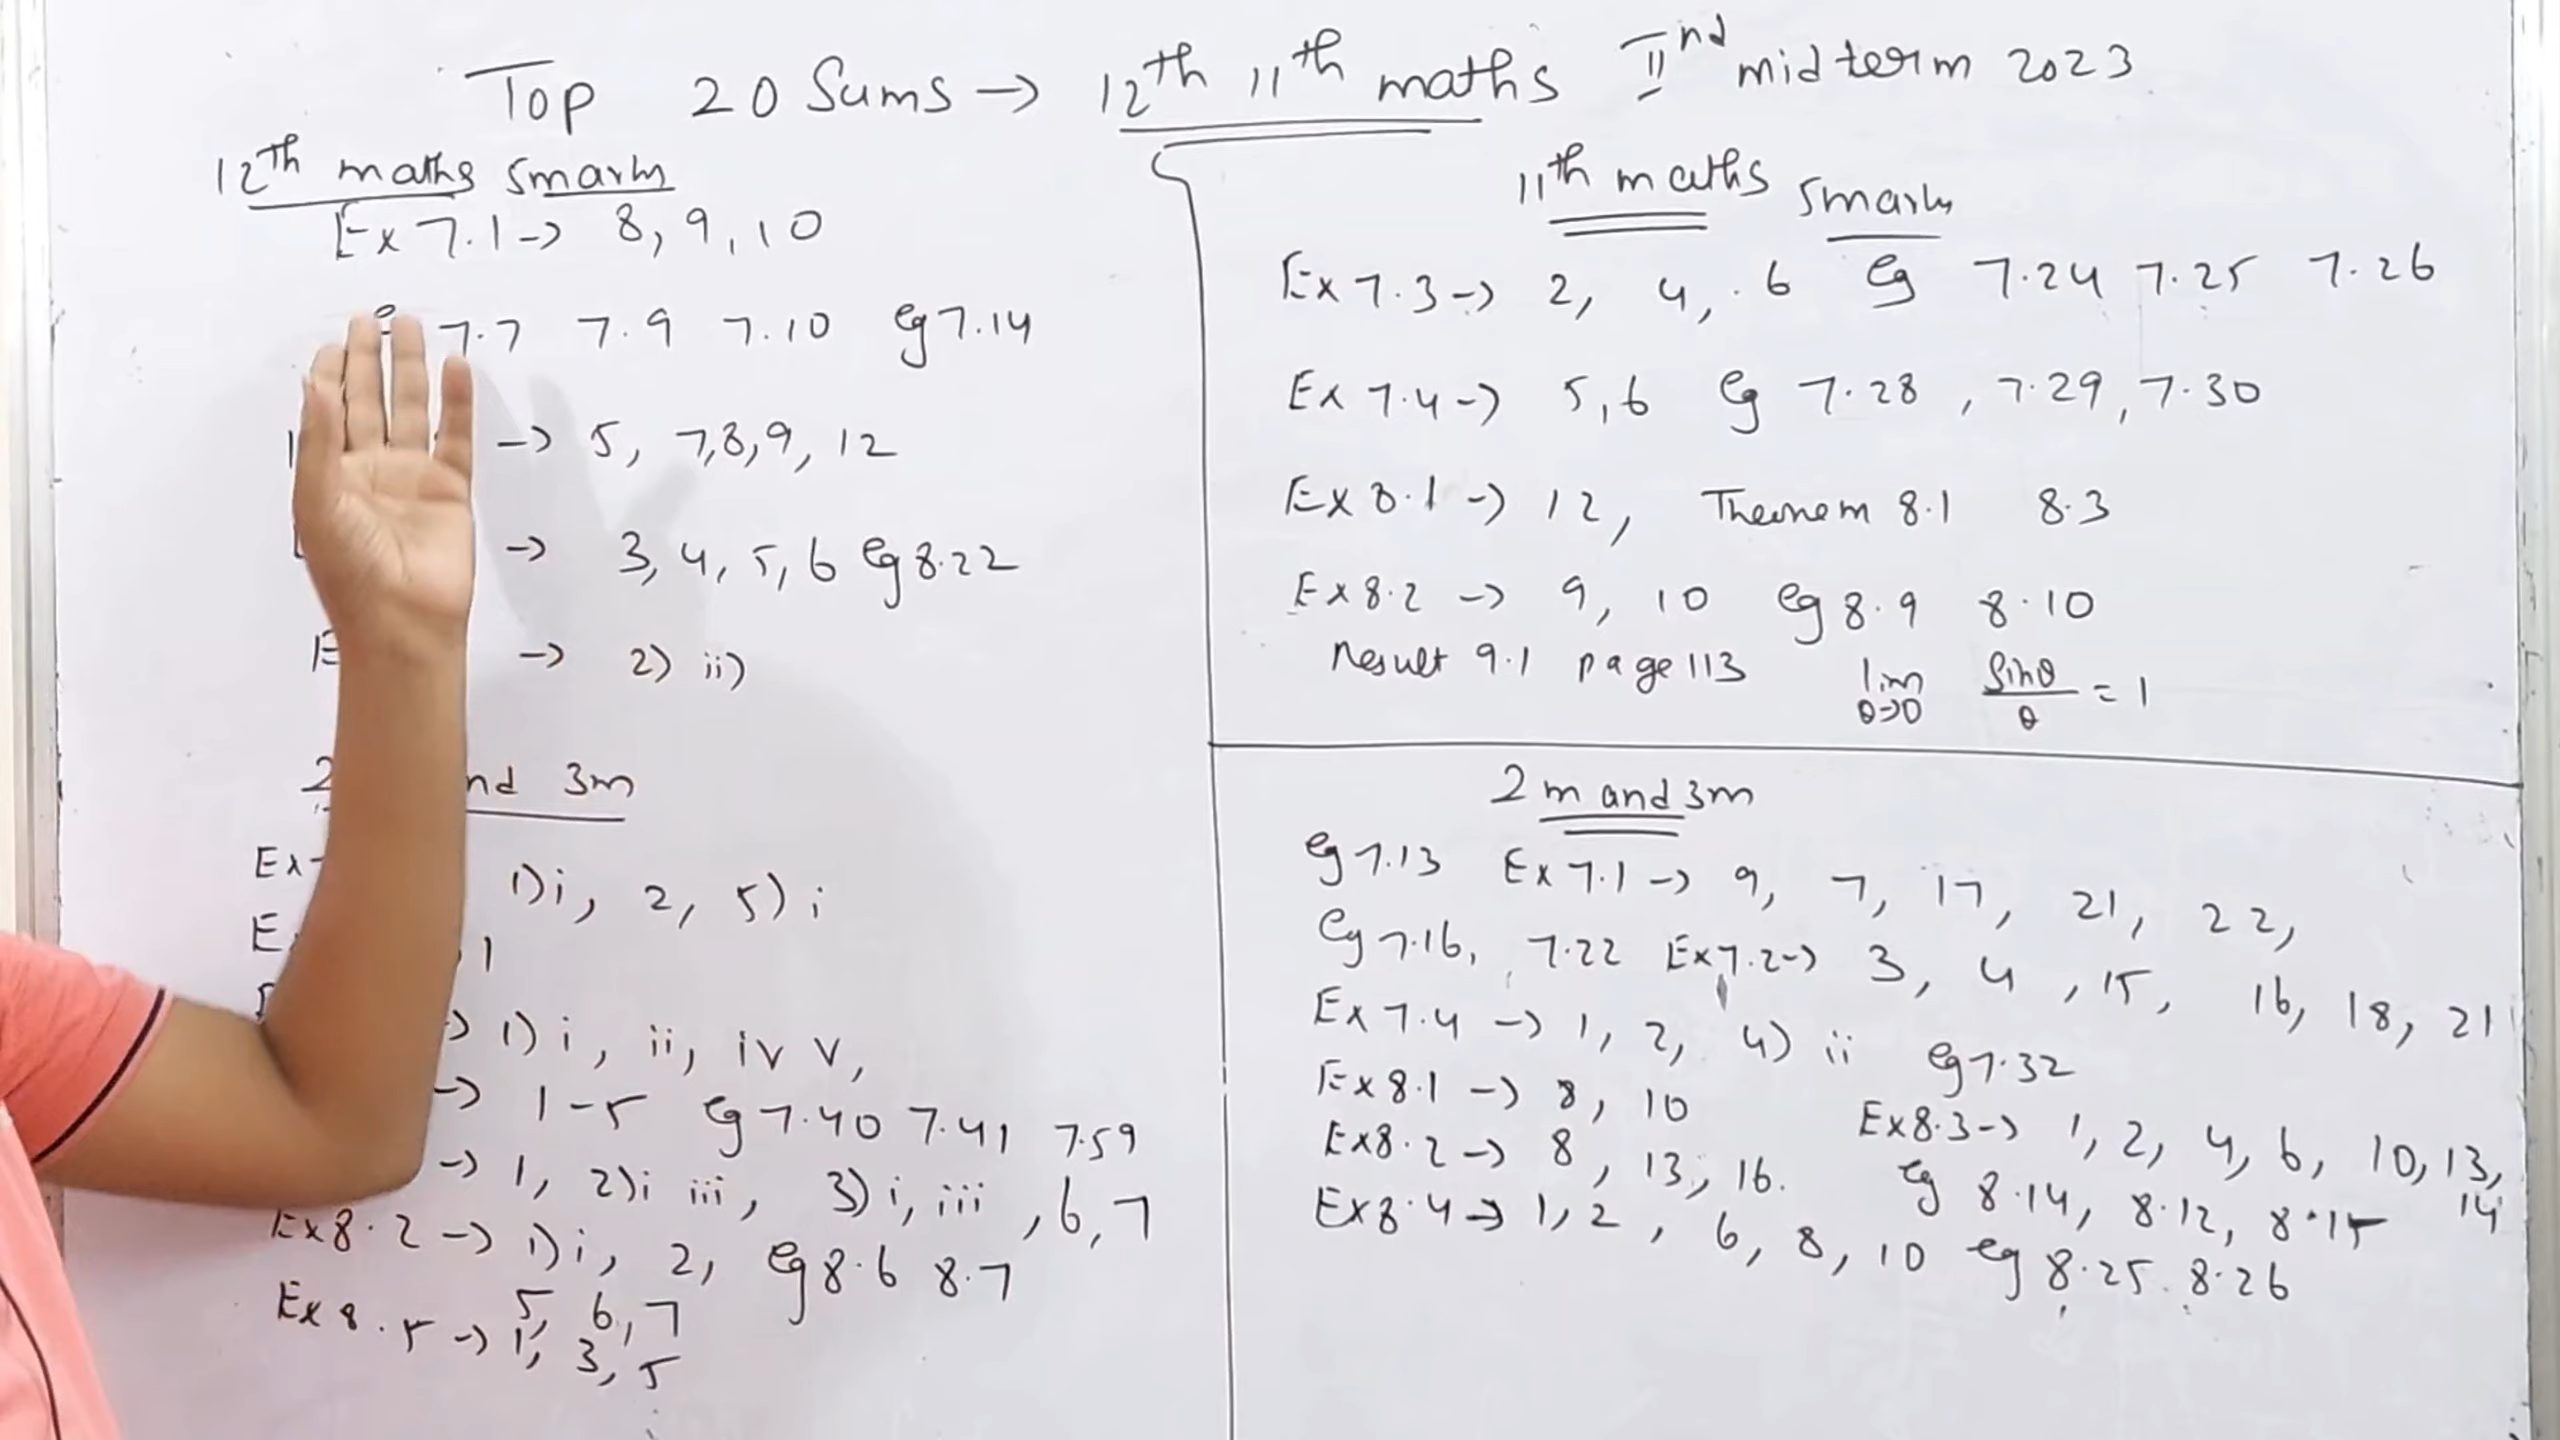 Top 20 Sums → 12th 11th maths IInd midterm 2023
12th maths 5marks
Ex 7.1 → 8, 9, 10
7.7 7.9 7.10 eg 7.14
→ 5, 7, 8, 9, 12
→ 3, 4, 5, 6 eg 8.22
→ 2) ii)
2 nd 3m
Ex 1) i, 2, 5) i
E 1
→ 1) i, ii, iv v,
→ 1-5 eg 7.40 7.41 7.59
→ 1, 2) i iii, 3) i, iii, 6, 7
Ex 8.2 → 1) i, 2, eg 8.6 8.7
5, 6, 7
Ex 8.5 → 1, 3, 5
11th maths 5marks
Ex 7.3 → 2, 4, 6 eg 7.24 7.25 7.26
Ex 7.4 → 5, 6 eg 7.28, 7.29, 7.30
Ex 8.1 → 12, Theorem 8.1 8.3
Ex 8.2 → 9, 10 eg 8.9 8.10
Result 9.1 page 113 lim θ→0 sinθ/θ = 1
2m and 3m
eg 7.13 Ex 7.1 → 9, 7, 17, 21, 22,
eg 7.16, 7.22 Ex 7.2 → 3, 4, 15, 16, 18, 21
Ex 7.4 → 1, 2, 4) ii eg 7.32
Ex 8.1 → 8, 10
Ex 8.3 → 1, 2, 4, 6, 10, 13, 14
Ex 8.2 → 8, 13, 16.
eg 8.14, 8.12, 8.15
Ex 8.4 → 1, 2, 6, 8, 10 eg 8.25 8.26